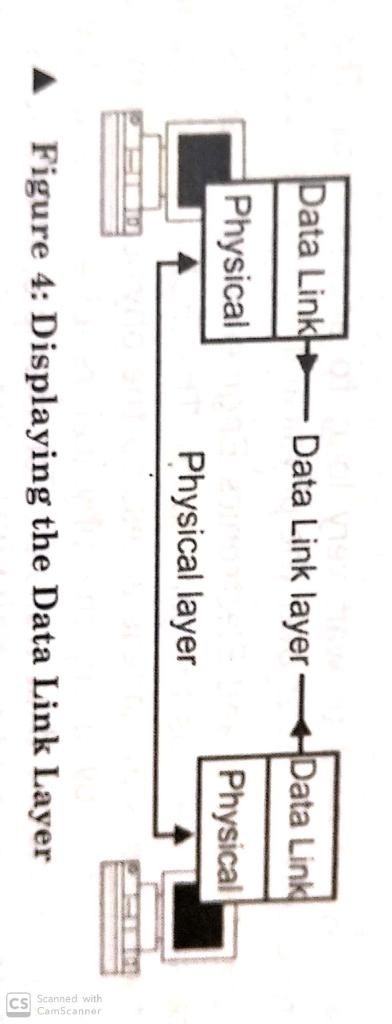 Data Link
Physical
Data Link layer
Physical layer
Data Link
Physical
▲ Figure 4: Displaying the Data Link Layer
CS Scanned with
CamScanner